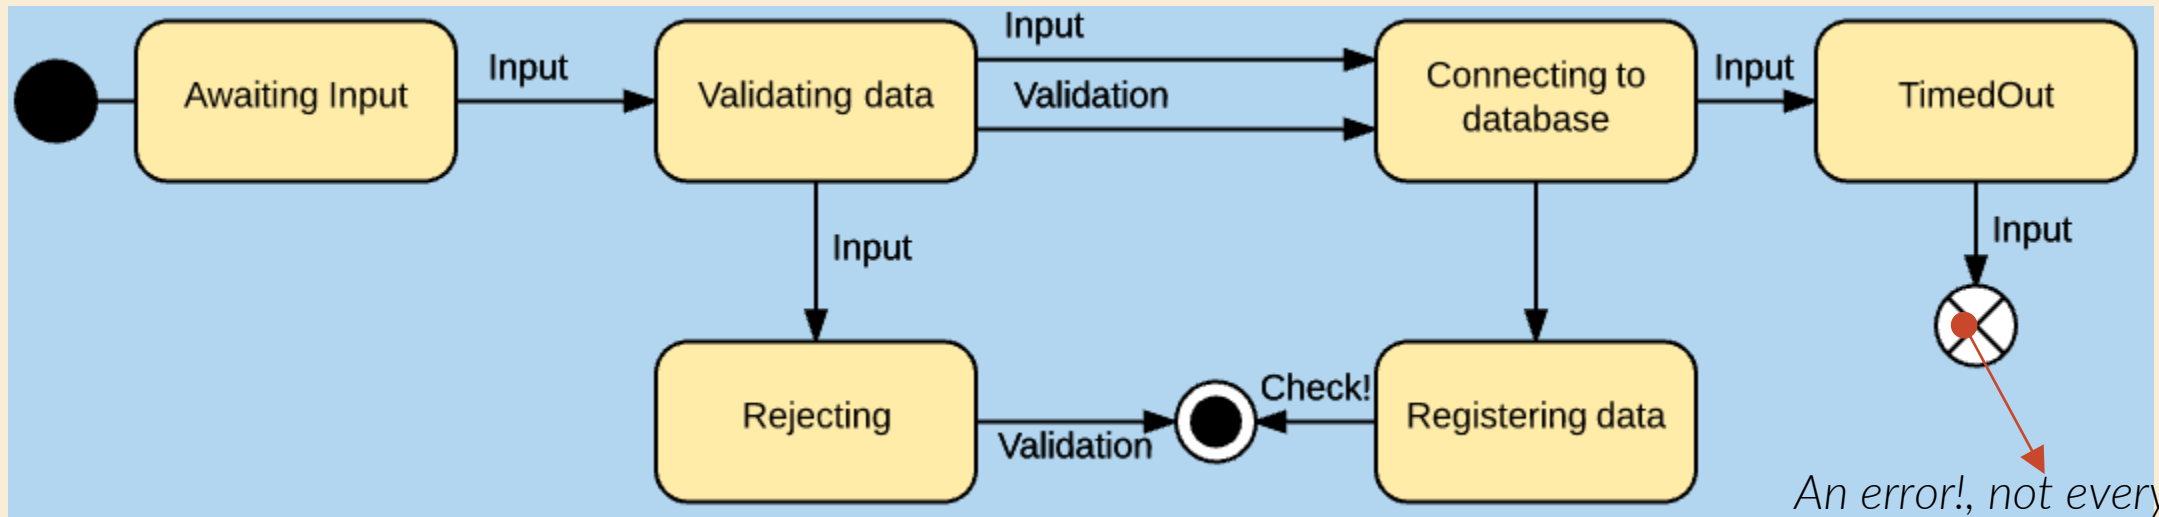 Input
Awaiting Input
Input
Validating data
Validation
Connecting to
database
Input
TimedOut
Input
Input
Rejecting
Validation
Check!
Registering data
An error!, not every